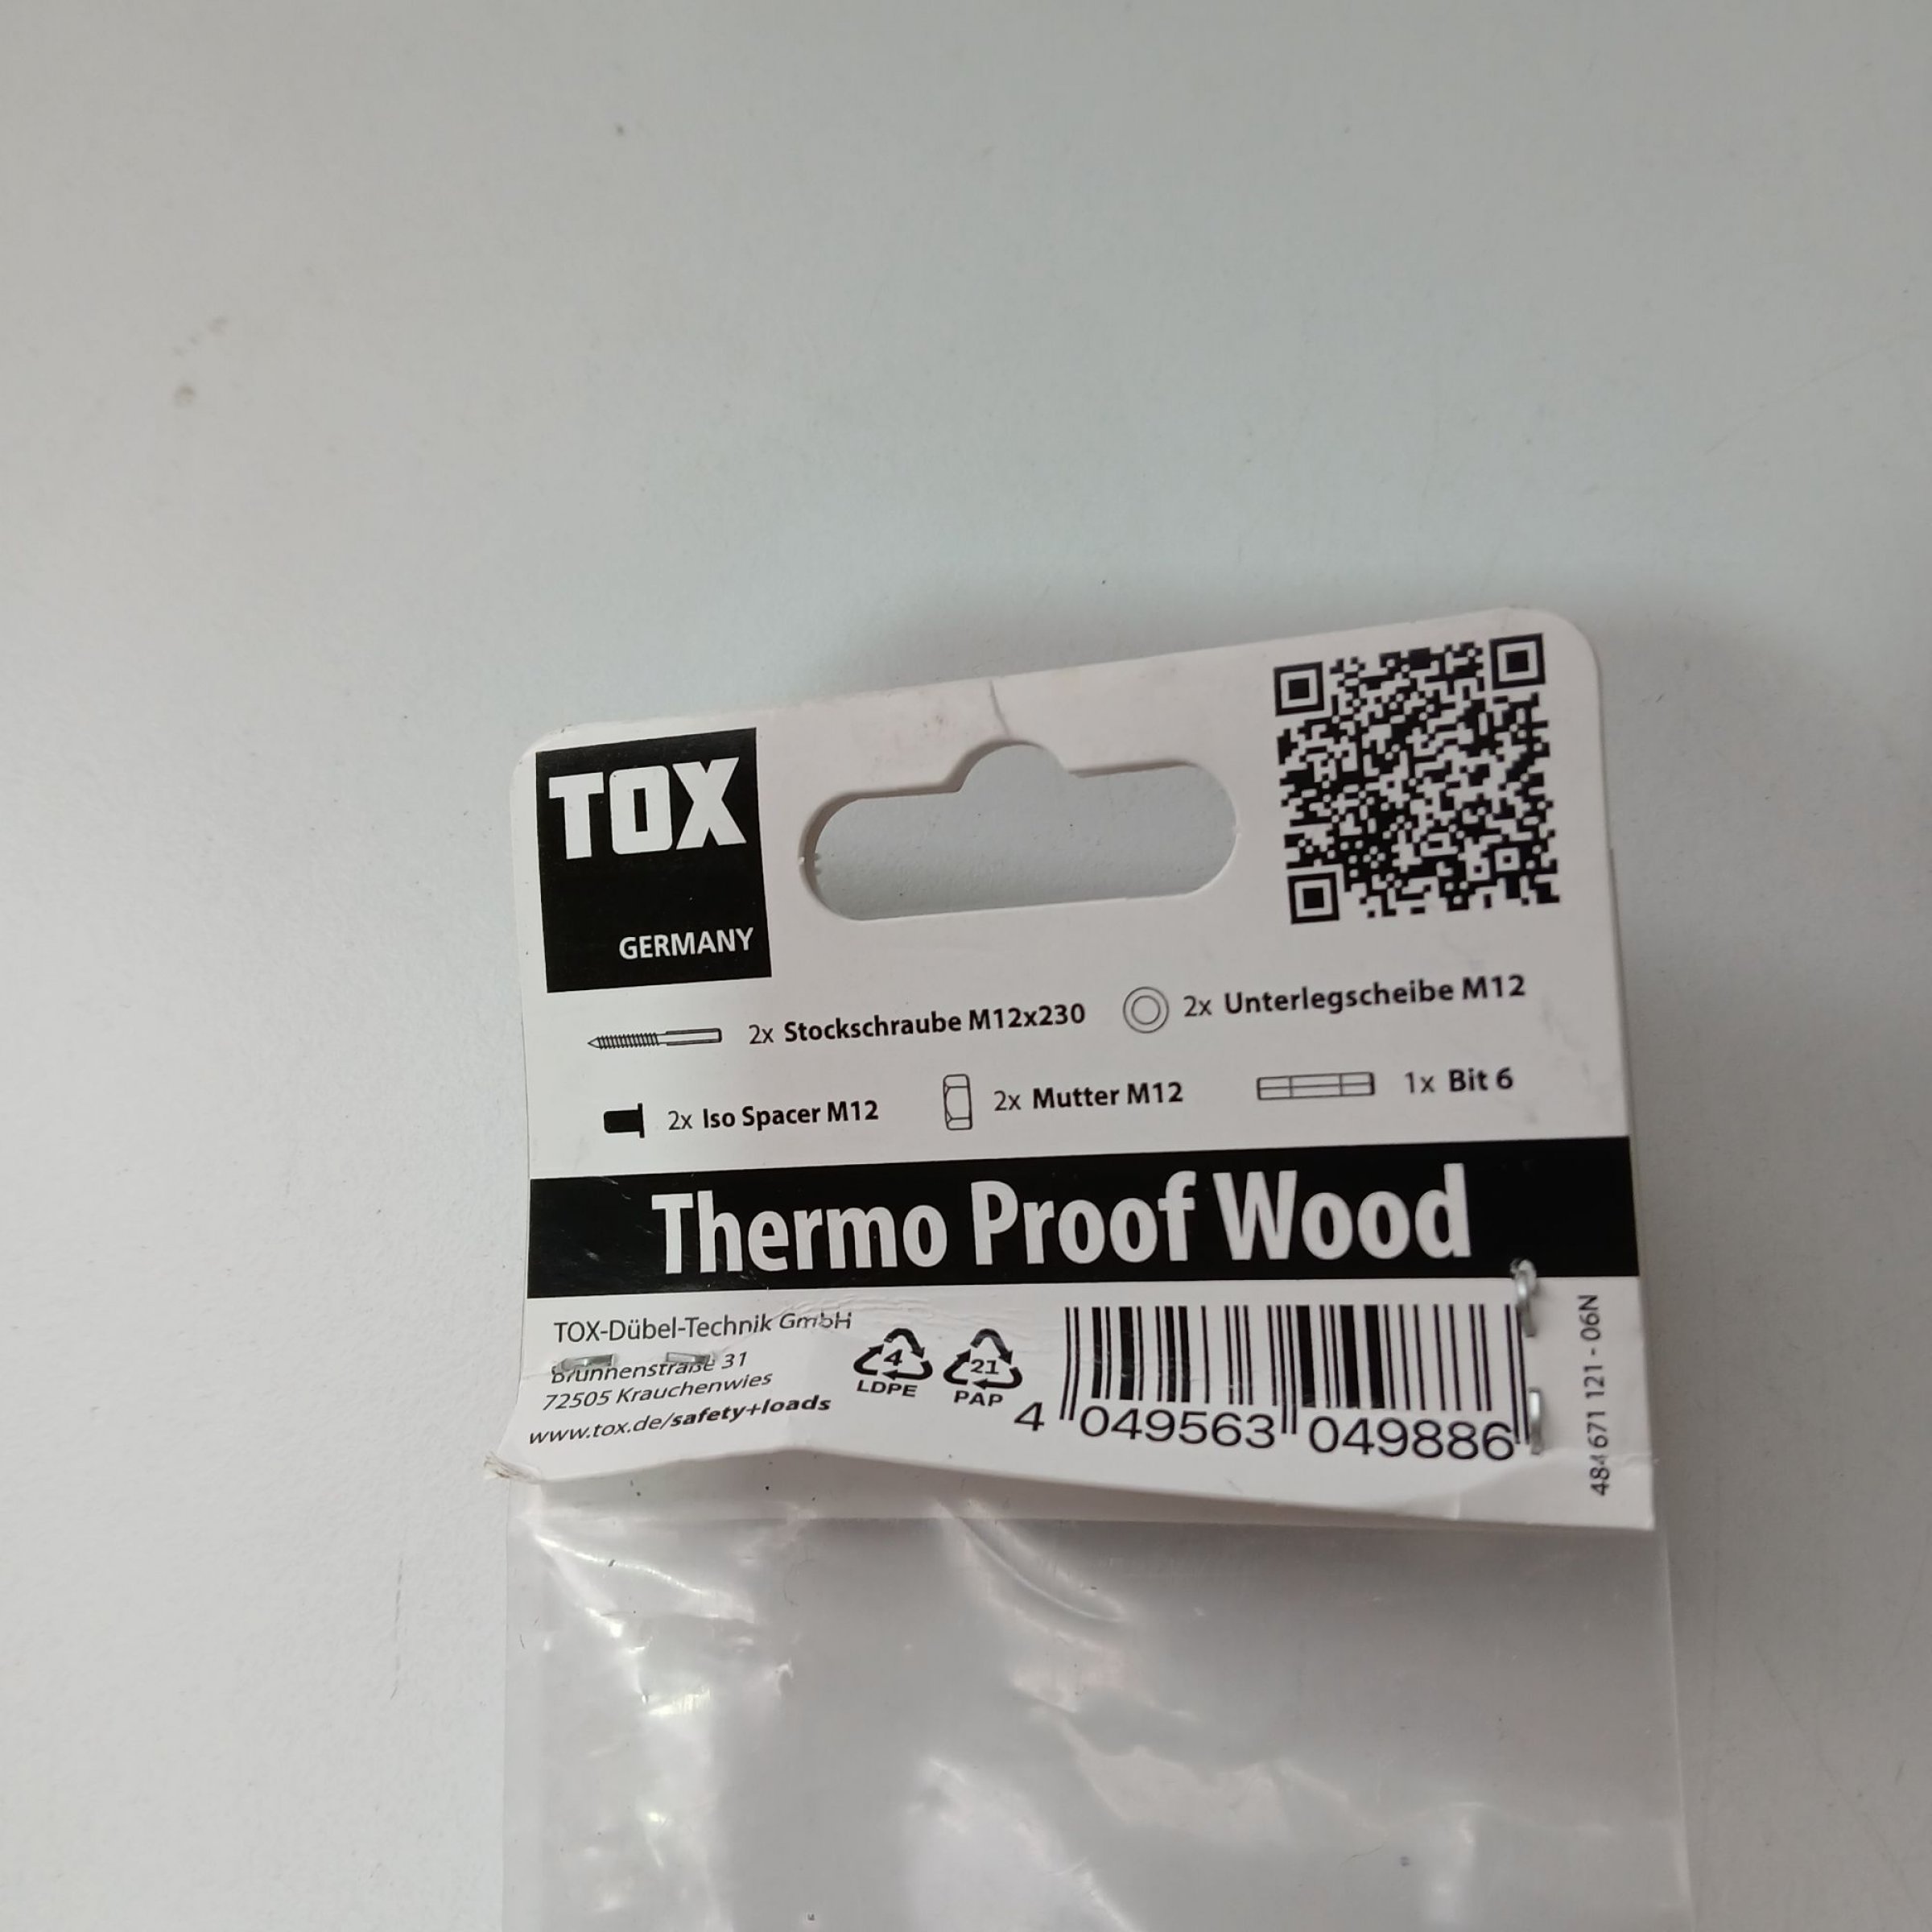 TOX
GERMANY
2x Stockschraube M12x230
2x Unterlegscheibe M12
2x Iso Spacer M12
2x Mutter M12
1x Bit 6
Thermo Proof Wood
TOX-Dübel-Technik GmbH
Brunnenstraße 31
72505 Krauchenwies
www.tox.de/safety+loads
4
LDPE
21
PAP
4 049563 049886
484 671 121 - 06N